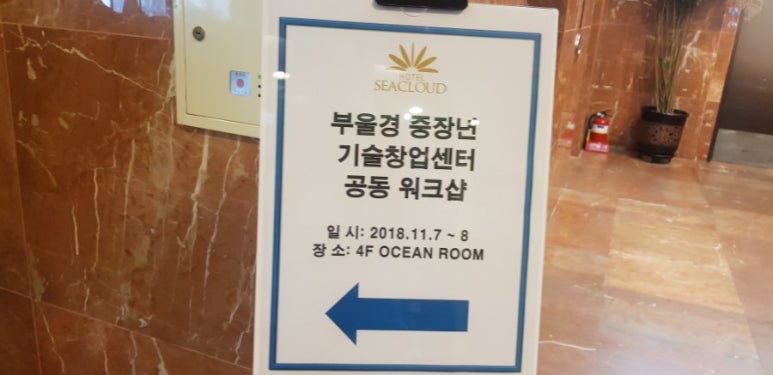 HOTEL
SEACLOUD
부울경 중장년
기술창업센터
공동 워크샵
일 시: 2018.11.7 ~ 8
장 소: 4F OCEAN ROOM